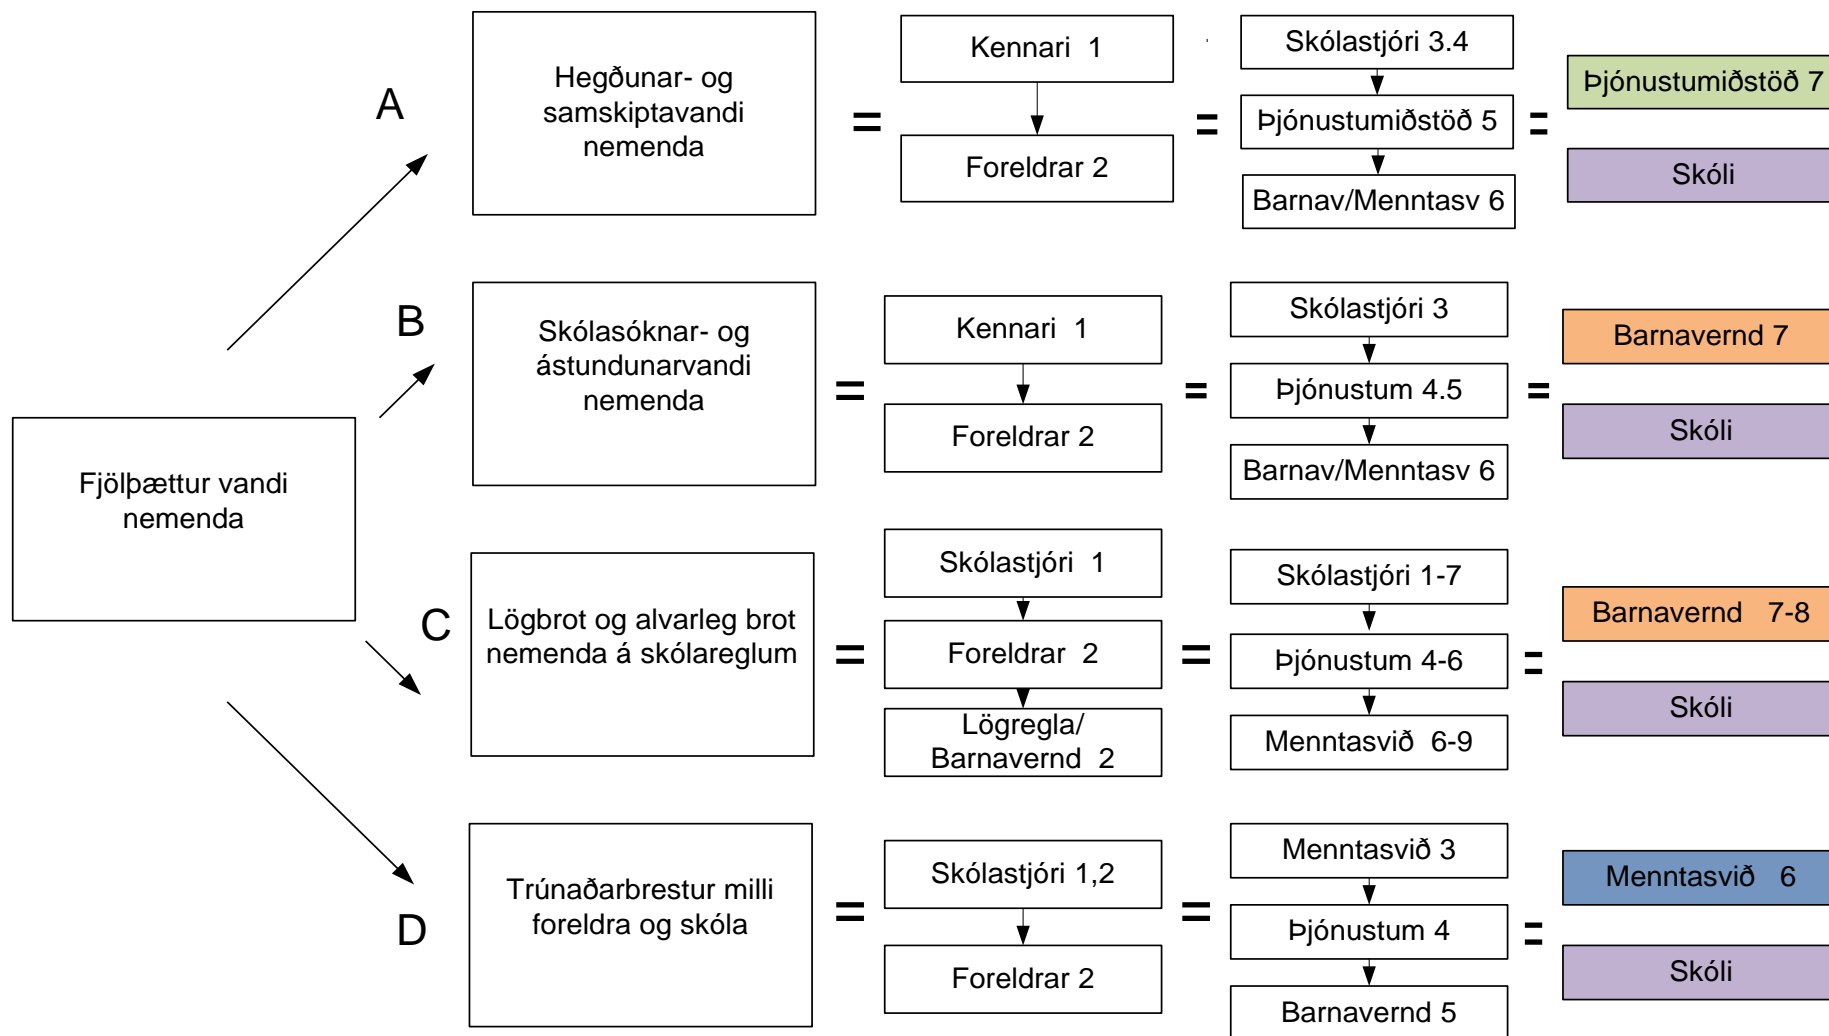 Fjölþættur vandi
nemenda
A
Hegðunar- og
samskiptavandi
nemenda
=
Kennari 1
Foreldrar 2
=
Skólastjóri 3.4
Þjónustumiðstöð 5
Barnav/Menntasv 6
=
Þjónustumiðstöð 7
Skóli
B
Skólasóknar- og
ástundunarvandi
nemenda
=
Kennari 1
Foreldrar 2
=
Skólastjóri 3
Þjónustum 4.5
Barnav/Menntasv 6
=
Barnavernd 7
Skóli
C
Lögbrot og alvarleg brot
nemenda á skólareglum
=
Skólastjóri 1
Foreldrar 2
Lögregla/
Barnavernd 2
=
Skólastjóri 1-7
Þjónustum 4-6
Menntasvið 6-9
=
Barnavernd 7-8
Skóli
D
Trúnaðarbrestur milli
foreldra og skóla
=
Skólastjóri 1,2
Foreldrar 2
=
Menntasvið 3
Þjónustum 4
Barnavernd 5
=
Menntasvið 6
Skóli